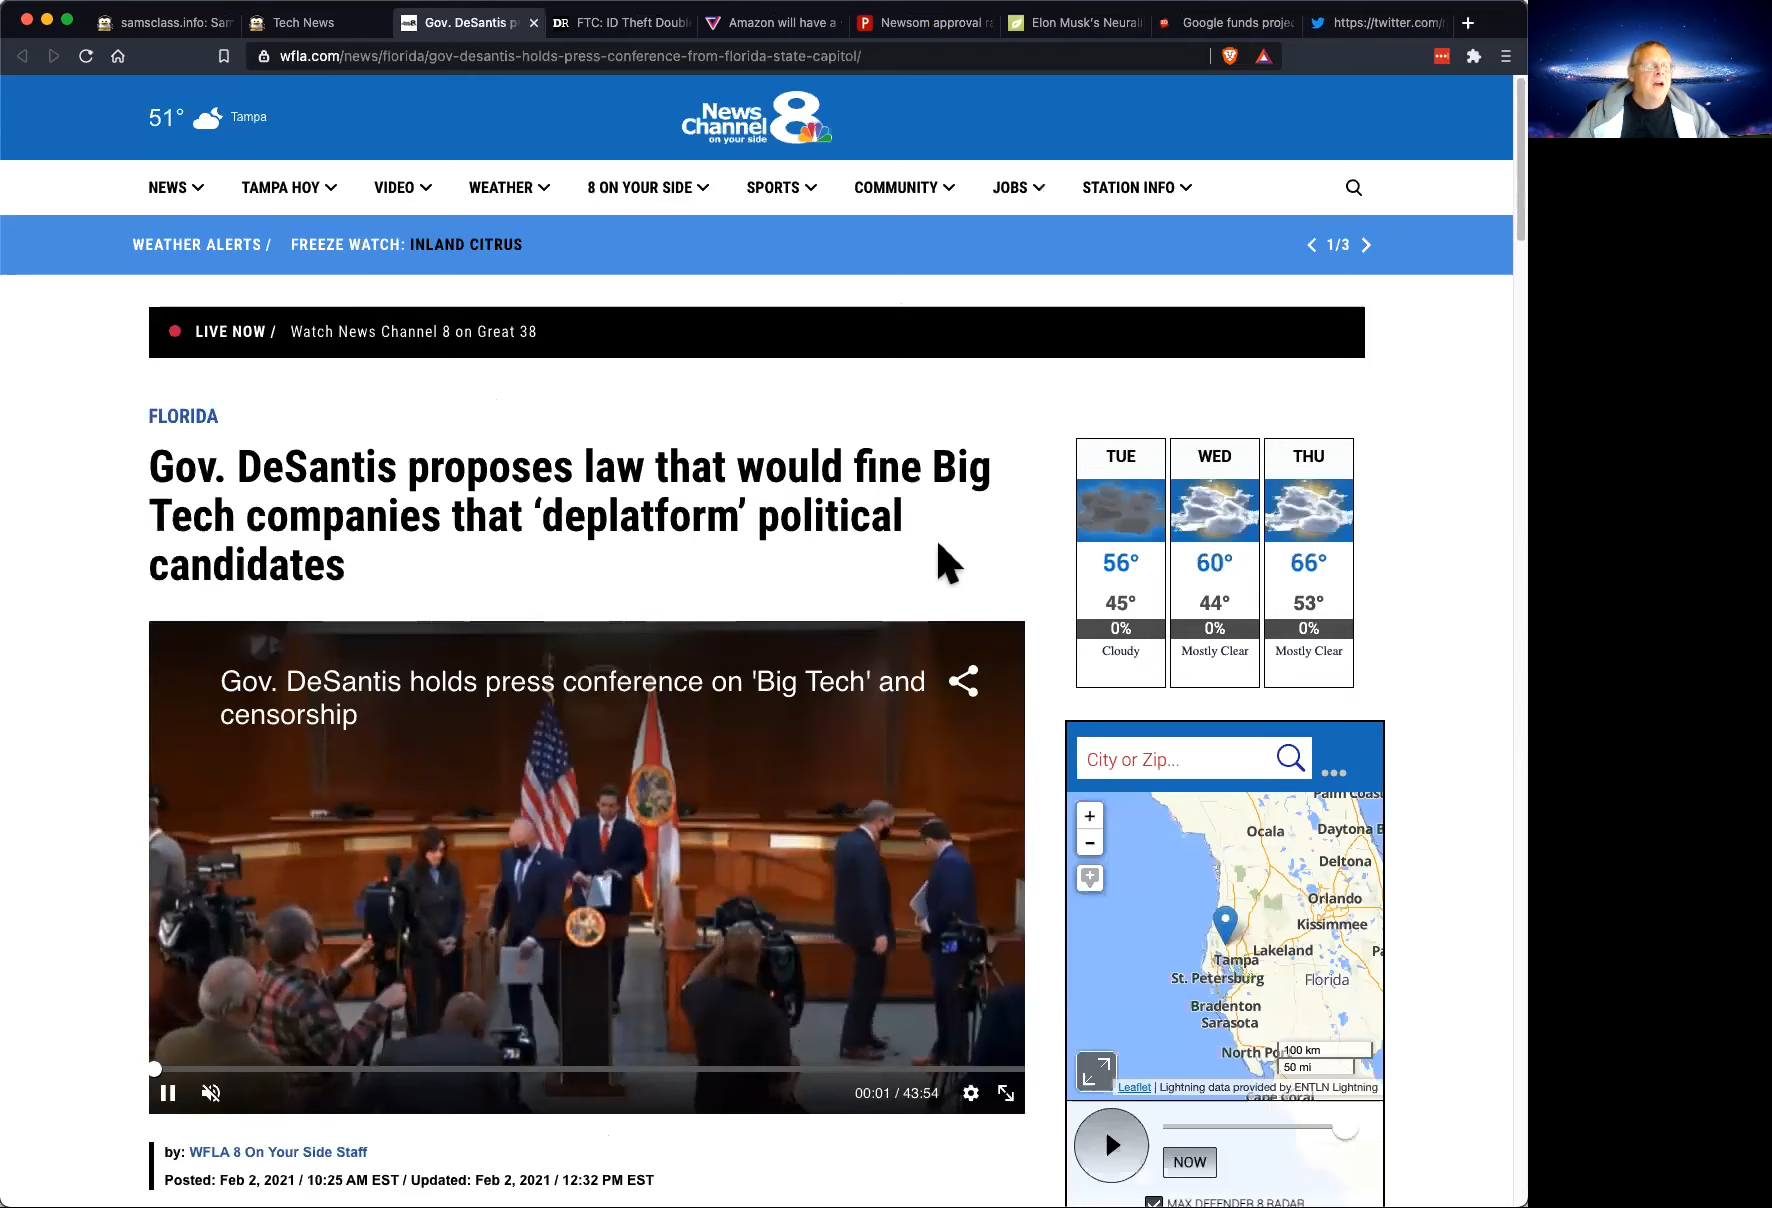 samsclass.info: Sam
Tech News
Gov. DeSantis p
FTC: ID Theft Doubl
Amazon will have a
Newsom approval ra
Elon Musk's Neurali
Google funds projec
https://twitter.com/
wfla.com/news/florida/gov-desantis-holds-press-conference-from-florida-state-capitol/
51° Tampa
News
Channel 8
on your side
NEWS
TAMPA HOY
VIDEO
WEATHER
8 ON YOUR SIDE
SPORTS
COMMUNITY
JOBS
STATION INFO
WEATHER ALERTS / FREEZE WATCH: INLAND CITRUS
1/3
LIVE NOW / Watch News Channel 8 on Great 38
FLORIDA
Gov. DeSantis proposes law that would fine Big
Tech companies that ‘deplatform’ political
candidates
Gov. DeSantis holds press conference on 'Big Tech' and
censorship
00:01 / 43:54
by: WFLA 8 On Your Side Staff
Posted: Feb 2, 2021 / 10:25 AM EST / Updated: Feb 2, 2021 / 12:32 PM EST
TUE WED THU
56° 60° 66°
45° 44° 53°
0% 0% 0%
Cloudy Mostly Clear Mostly Clear
City or Zip...
+
-
Palm Coas
Ocala
Daytona B
Deltona
Orlando
Kissimmee
Lakeland
Pa
Tampa
St. Petersburg
Florida
Bradenton
Sarasota
North Po
100 km
50 mi
Leaflet | Lightning data provided by ENTLN Lightning
Cape Coral
NOW
MAX DEFENDER 8 RADAR